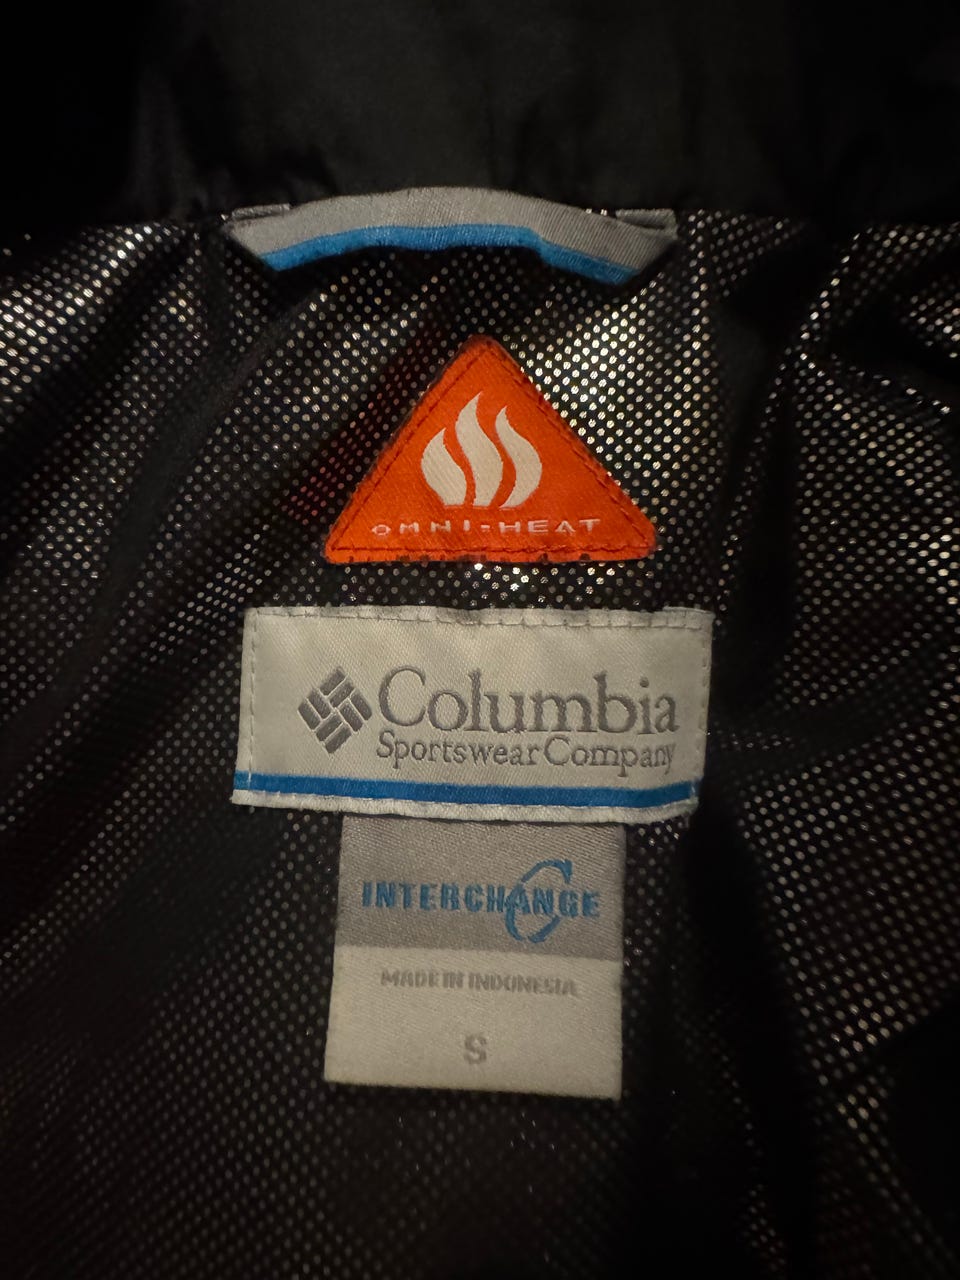 OMNI-HEAT
Columbia
Sportswear Company
INTERCHANGE
MADE IN INDONESIA
S